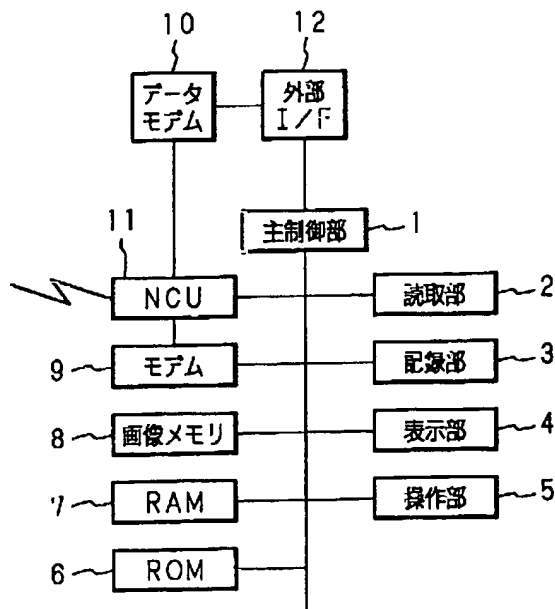 10
12
データ
モデム
外部
I/F
11
主制御部
1
NCU
読取部
2
9
モデム
記録部
3
8
画像メモリ
表示部
4
7
RAM
操作部
5
6
ROM